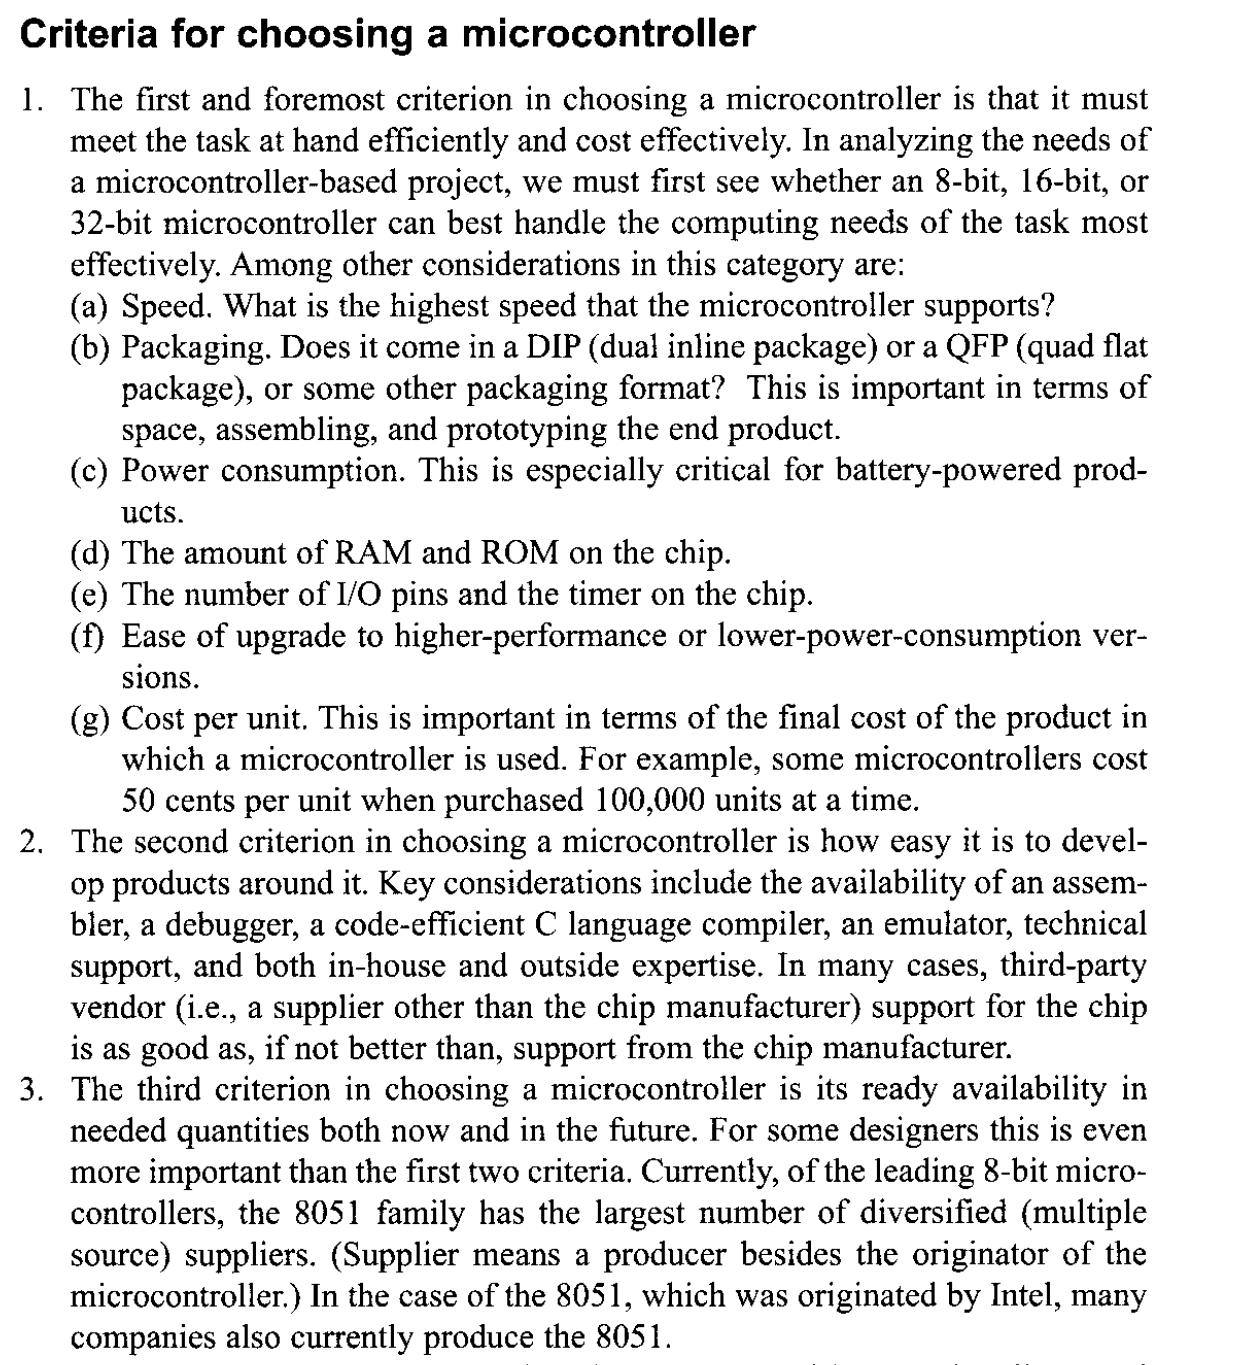 Criteria for choosing a microcontroller
1. The first and foremost criterion in choosing a microcontroller is that it must
meet the task at hand efficiently and cost effectively. In analyzing the needs of
a microcontroller-based project, we must first see whether an 8-bit, 16-bit, or
32-bit microcontroller can best handle the computing needs of the task most
effectively. Among other considerations in this category are:
(a) Speed. What is the highest speed that the microcontroller supports?
(b) Packaging. Does it come in a DIP (dual inline package) or a QFP (quad flat
package), or some other packaging format? This is important in terms of
space, assembling, and prototyping the end product.
(c) Power consumption. This is especially critical for battery-powered prod-
ucts.
(d) The amount of RAM and ROM on the chip.
(e) The number of I/O pins and the timer on the chip.
(f) Ease of upgrade to higher-performance or lower-power-consumption ver-
sions.
(g) Cost per unit. This is important in terms of the final cost of the product in
which a microcontroller is used. For example, some microcontrollers cost
50 cents per unit when purchased 100,000 units at a time.
2. The second criterion in choosing a microcontroller is how easy it is to devel-
op products around it. Key considerations include the availability of an assem-
bler, a debugger, a code-efficient C language compiler, an emulator, technical
support, and both in-house and outside expertise. In many cases, third-party
vendor (i.e., a supplier other than the chip manufacturer) support for the chip
is as good as, if not better than, support from the chip manufacturer.
3. The third criterion in choosing a microcontroller is its ready availability in
needed quantities both now and in the future. For some designers this is even
more important than the first two criteria. Currently, of the leading 8-bit micro-
controllers, the 8051 family has the largest number of diversified (multiple
source) suppliers. (Supplier means a producer besides the originator of the
microcontroller.) In the case of the 8051, which was originated by Intel, many
companies also currently produce the 8051.